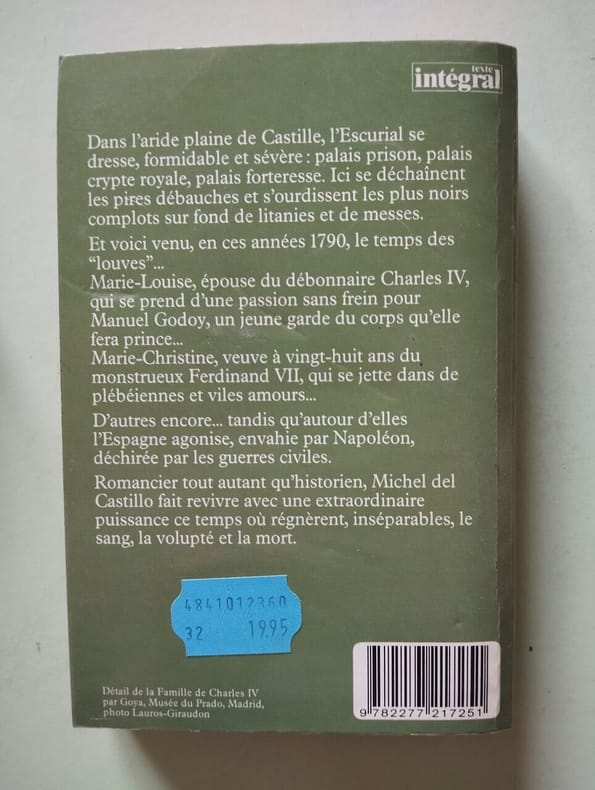 texte
intégral
Dans l'aride plaine de Castille, l'Escurial se
dresse, formidable et sévère : palais prison, palais
crypte royale, palais forteresse. Ici se déchaînent
les pires débauches et s'ourdissent les plus noirs
complots sur fond de litanies et de messes.
Et voici venu, en ces années 1790, le temps des
“louves”...
Marie-Louise, épouse du débonnaire Charles IV,
qui se prend d'une passion sans frein pour
Manuel Godoy, un jeune garde du corps qu'elle
fera prince...
Marie-Christine, veuve à vingt-huit ans du
monstrueux Ferdinand VII, qui se jette dans de
plébéiennes et viles amours...
D'autres encore... tandis qu'autour d'elles
l'Espagne agonise, envahie par Napoléon,
déchirée par les guerres civiles.
Romancier tout autant qu'historien, Michel del
Castillo fait revivre avec une extraordinaire
puissance ce temps où régnèrent, inséparables, le
sang, la volupté et la mort.
4841012360
32 19.95
Détail de la Famille de Charles IV
par Goya, Musée du Prado, Madrid,
photo Lauros-Giraudon
9 782277 217251